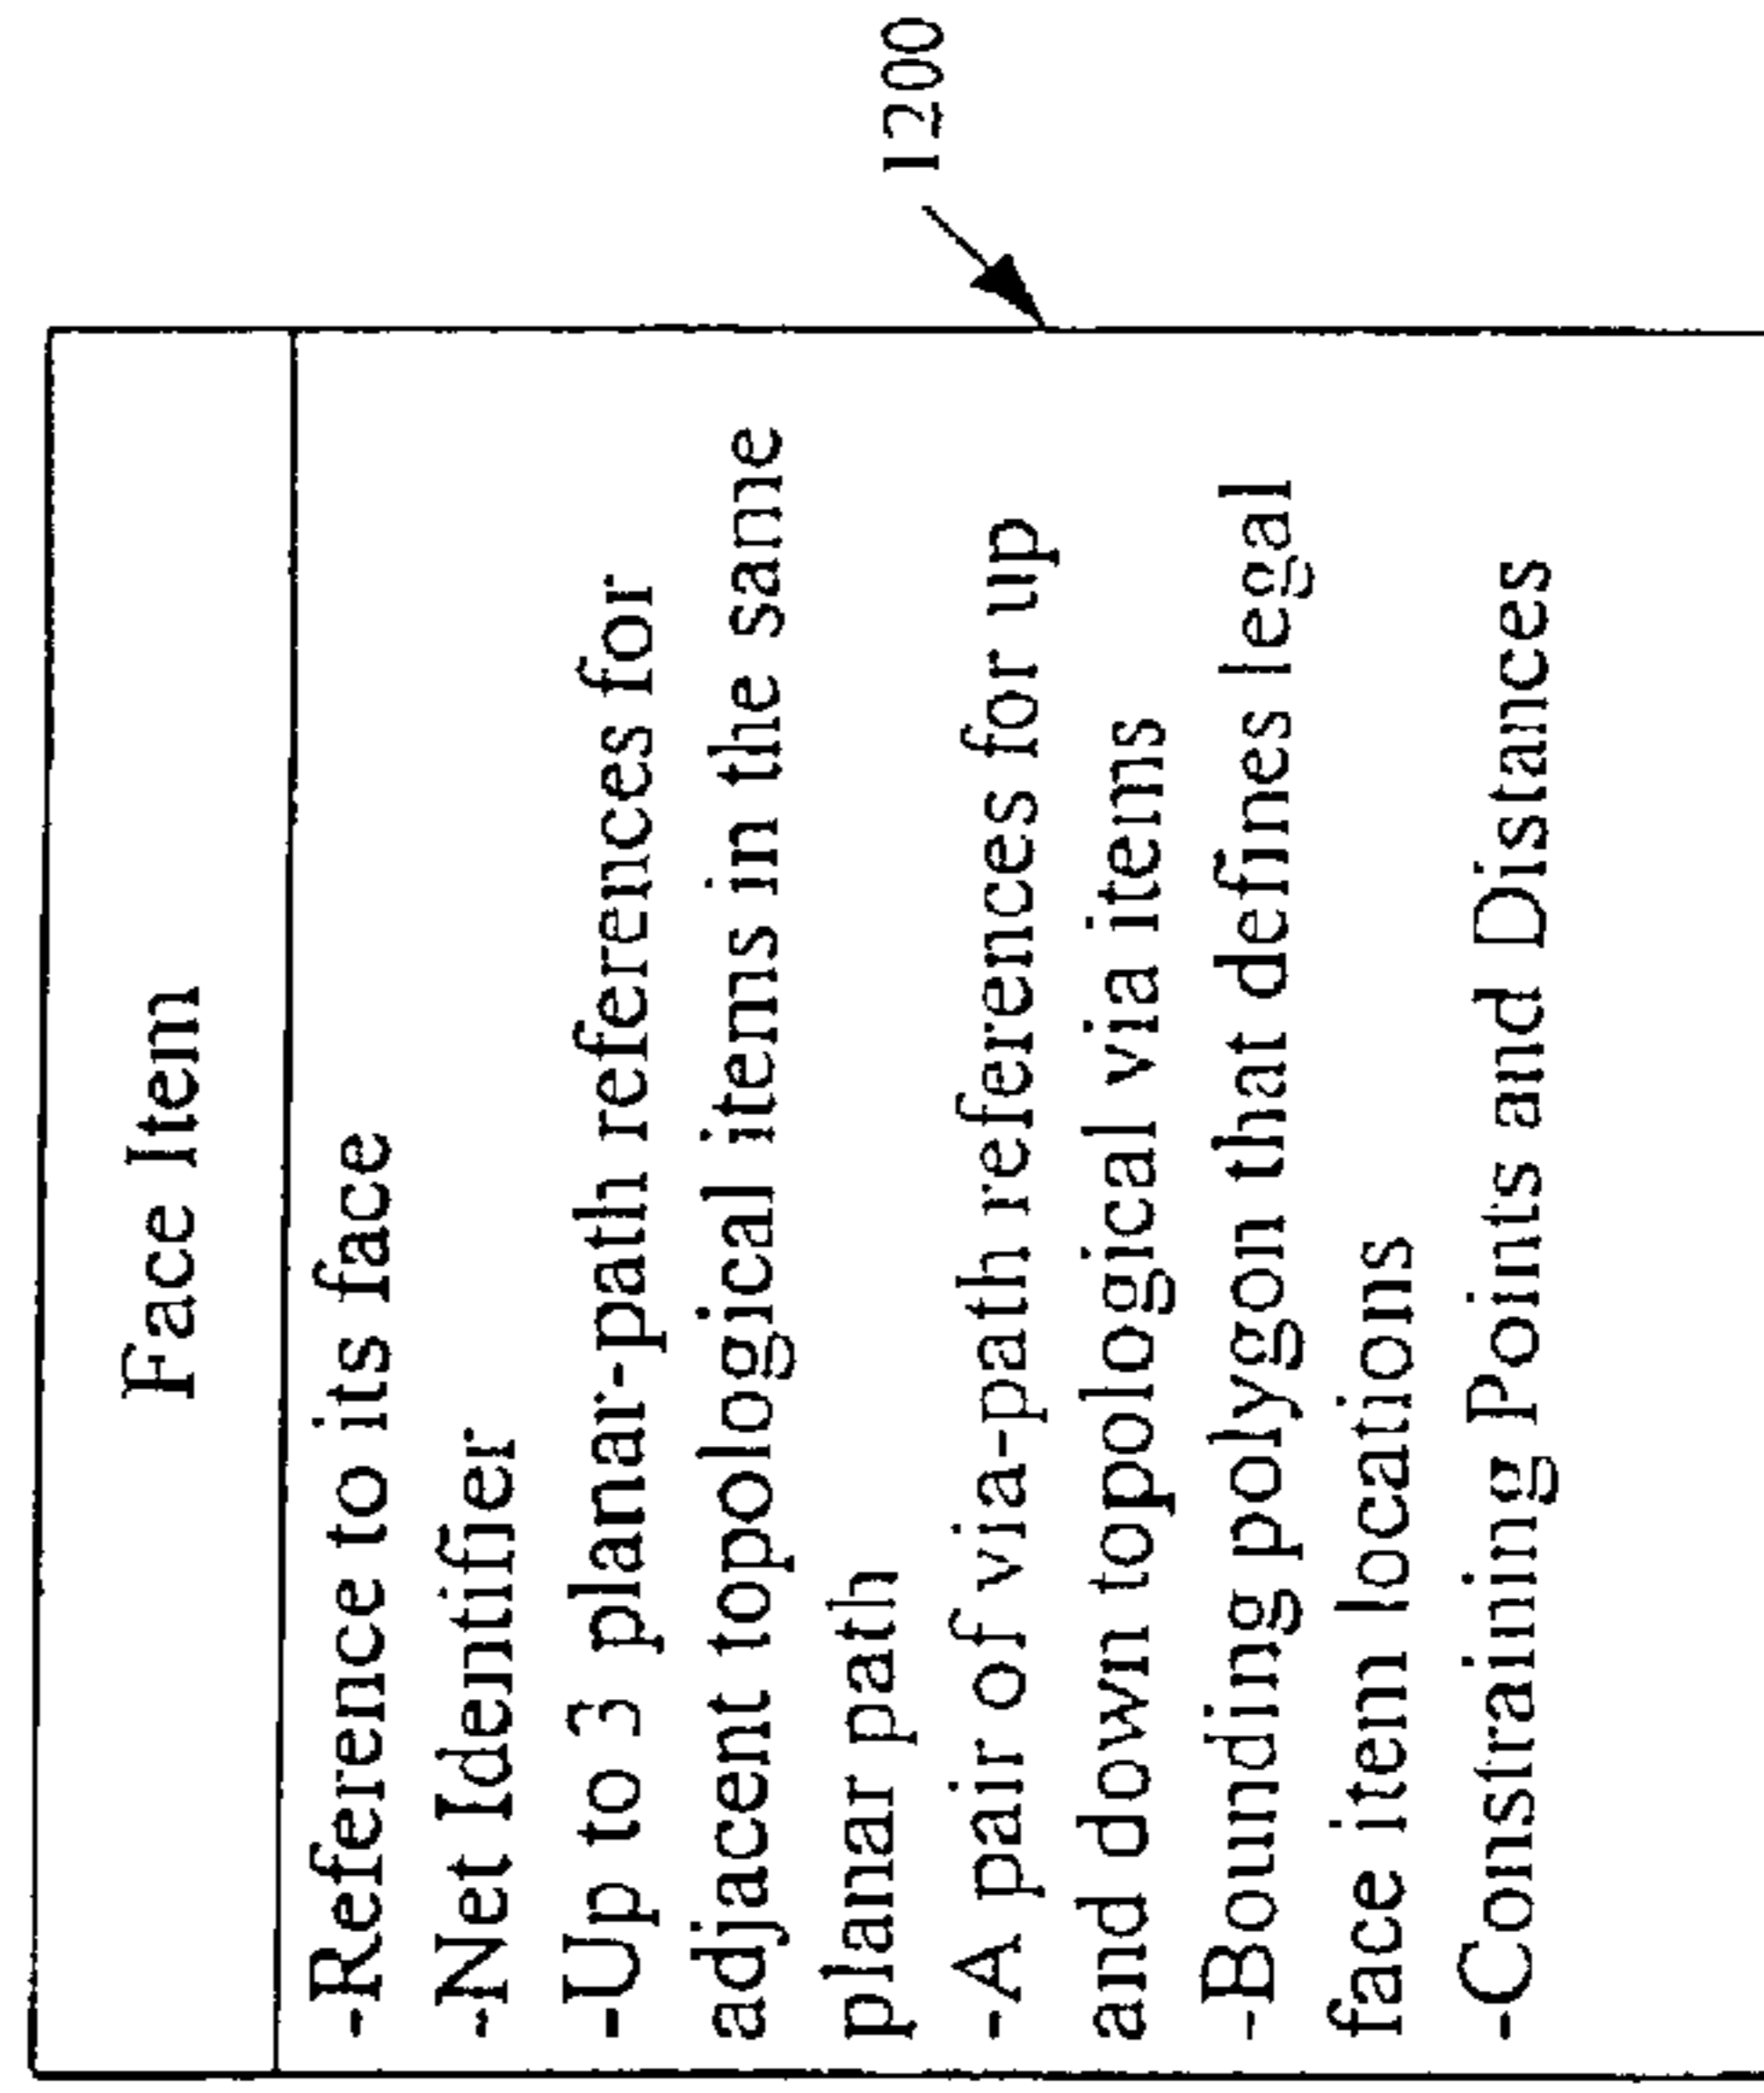 Face Item
-Reference to its face
-Net Identifier
-Up to 3 planar-path references for
adjacent topological items in the same
planar path
-A pair of via-path references for up
and down topological via items
-Bounding polygon that defines legal
face item locations
-Constraining Points and Distances
1200